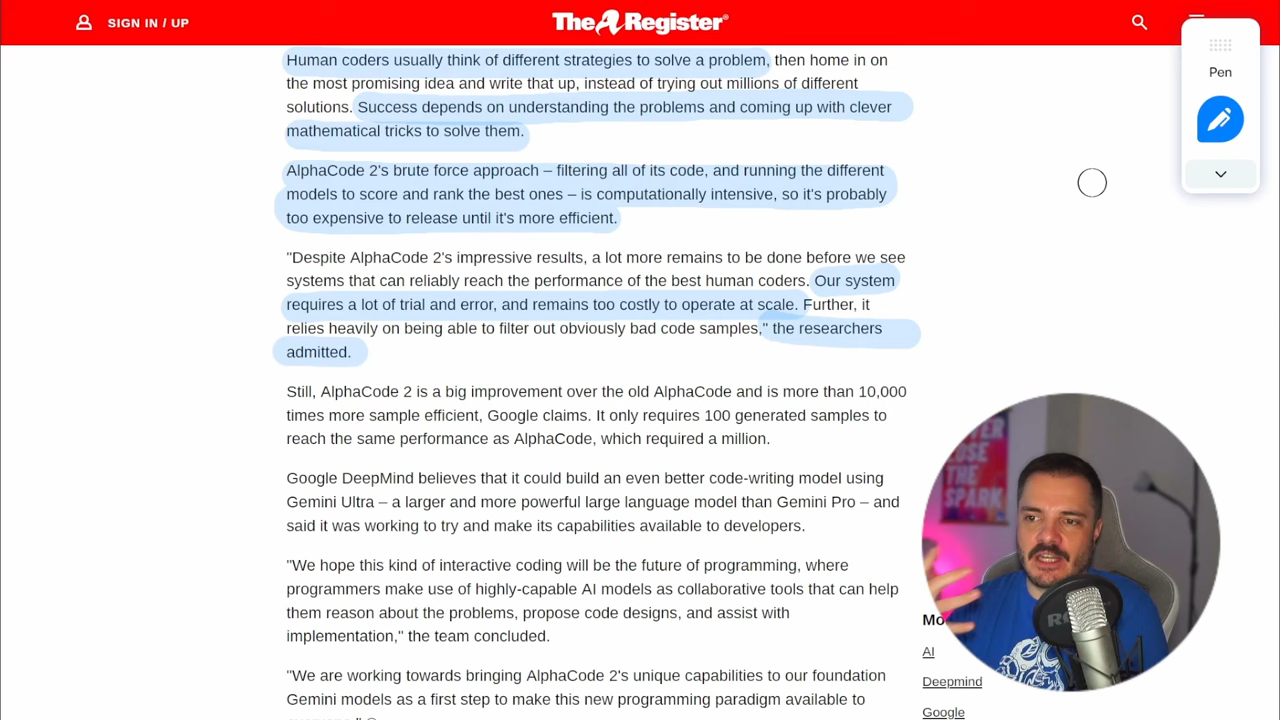 SIGN IN / UP
The Register®
Pen
Human coders usually think of different strategies to solve a problem, then home in on
the most promising idea and write that up, instead of trying out millions of different
solutions. Success depends on understanding the problems and coming up with clever
mathematical tricks to solve them.
AlphaCode 2's brute force approach – filtering all of its code, and running the different
models to score and rank the best ones – is computationally intensive, so it's probably
too expensive to release until it's more efficient.
"Despite AlphaCode 2's impressive results, a lot more remains to be done before we see
systems that can reliably reach the performance of the best human coders. Our system
requires a lot of trial and error, and remains too costly to operate at scale. Further, it
relies heavily on being able to filter out obviously bad code samples," the researchers
admitted.
Still, AlphaCode 2 is a big improvement over the old AlphaCode and is more than 10,000
times more sample efficient, Google claims. It only requires 100 generated samples to
reach the same performance as AlphaCode, which required a million.
Google DeepMind believes that it could build an even better code-writing model using
Gemini Ultra – a larger and more powerful large language model than Gemini Pro – and
said it was working to try and make its capabilities available to developers.
"We hope this kind of interactive coding will be the future of programming, where
programmers make use of highly-capable AI models as collaborative tools that can help
them reason about the problems, propose code designs, and assist with
implementation," the team concluded.
"We are working towards bringing AlphaCode 2's unique capabilities to our foundation
Gemini models as a first step to make this new programming paradigm available to
THE
SPARK
AI
Deepmind
Google